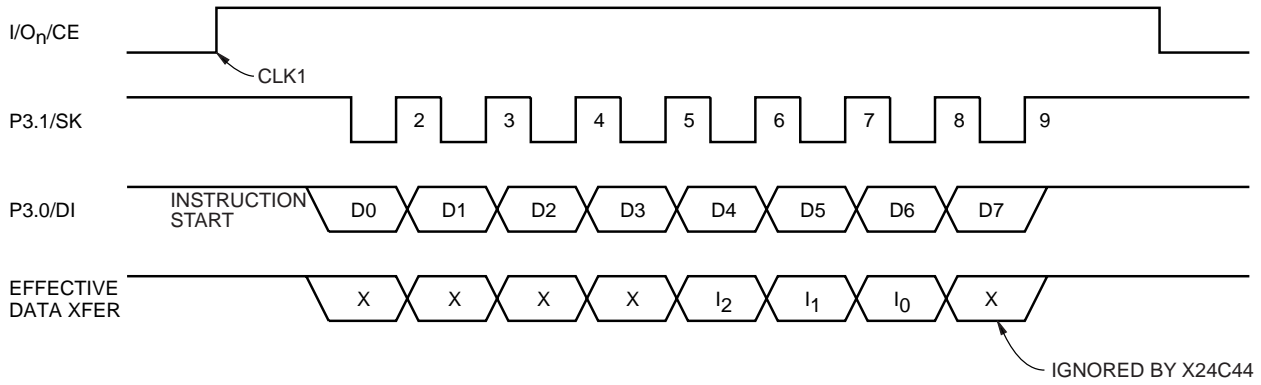 I/On/CE
CLK1
P3.1/SK
2 3 4 5 6 7 8 9
P3.0/DI
INSTRUCTION
START
D0 D1 D2 D3 D4 D5 D6 D7
EFFECTIVE
DATA XFER
X X X X I2 I1 I0 X
IGNORED BY X24C44